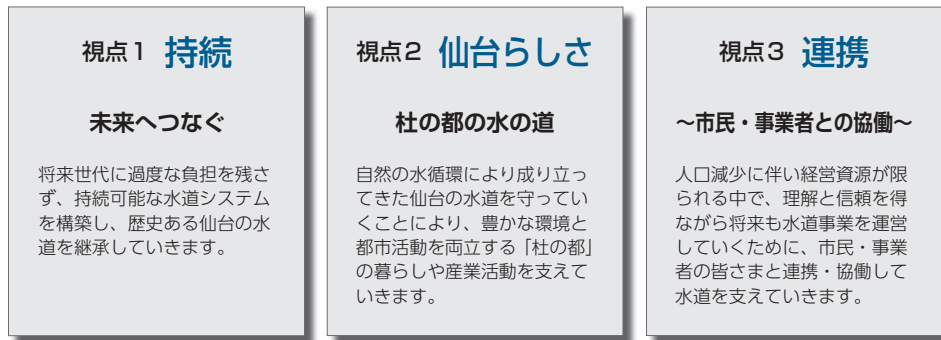 視点1 持続
未来へつなぐ
将来世代に過度な負担を残さ
ず、持続可能な水道システム
を構築し、歴史ある仙台の水
道を継承していきます。
視点2 仙台らしさ
杜の都の水の道
自然の水循環により成り立っ
てきた仙台の水道を守ってい
くことにより、豊かな環境と
都市活動を両立する「杜の都」
の暮らしや産業活動を支えて
いきます。
視点3 連携
~市民・事業者との協働~
人口減少に伴い経営資源が限
られる中で、理解と信頼を得
ながら将来も水道事業を運営
していくために、市民・事業
者の皆さまと連携・協働して
水道を支えていきます。